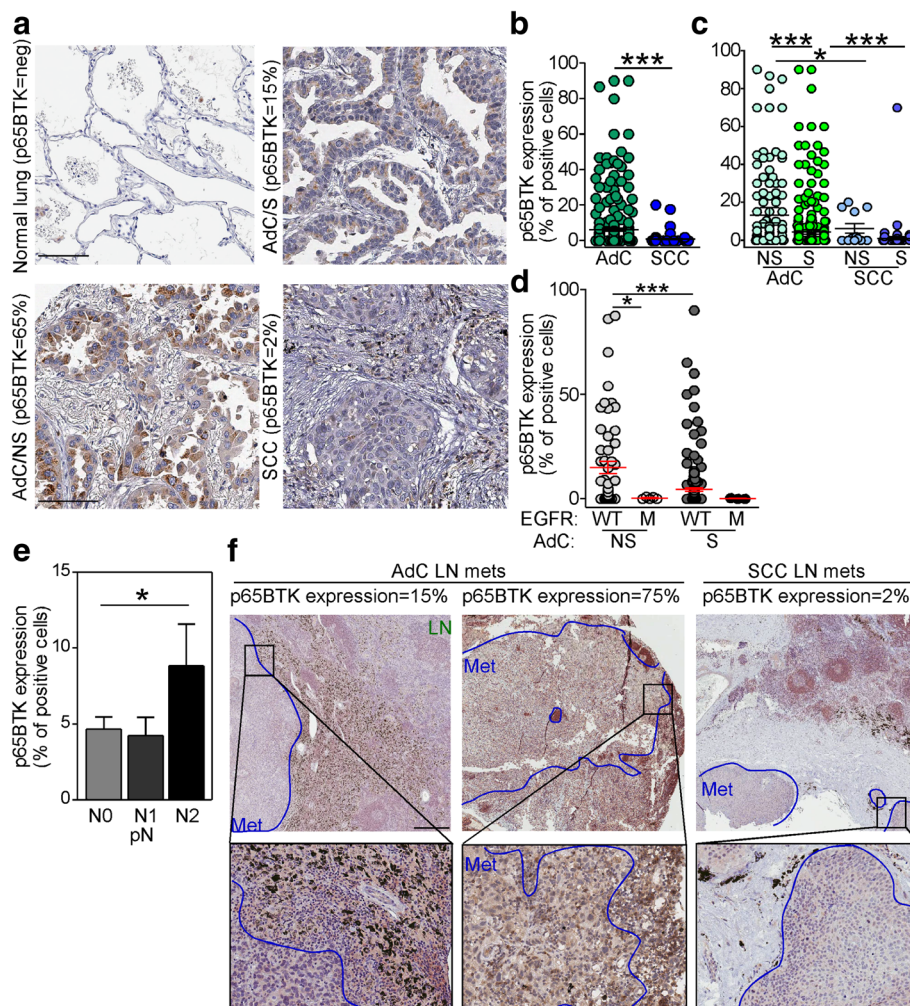 a
Normal lung (p65BTK=neg)
AdC/S (p65BTK=15%)
AdC/NS (p65BTK=65%)
SCC (p65BTK=2%)
b
p65BTK expression
(% of positive cells)
100
80
60
40
20
0
***
AdC SCC
c
100
80
60
40
20
0
*** ***
*
NS S NS S
AdC SCC
d
p65BTK expression
(% of positive cells)
100
50
0
***
*
EGFR: WT M WT M
AdC: NS S
e
p65BTK expression
(% of positive cells)
15
10
5
0
*
N0 N1 N2
pN
f
AdC LN mets
p65BTK expression=15% p65BTK expression=75%
SCC LN mets
p65BTK expression=2%
LN
Met
Met
Met
Met